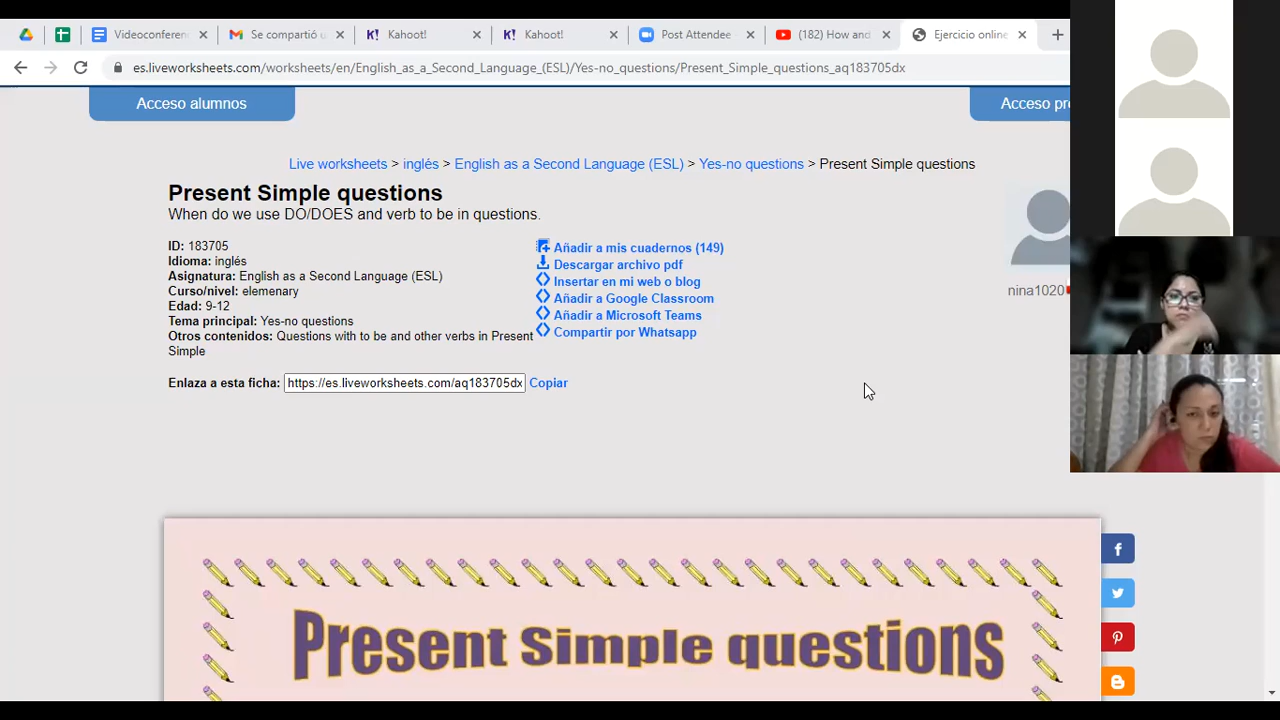 Videoconferen
Se compartió u
Kahoot!
Kahoot!
Post Attendee
(182) How and
Ejercicio online
es.liveworksheets.com/worksheets/en/English_as_a_Second_Language_(ESL)/Yes-no_questions/Present_Simple_questions_aq183705dx
Acceso alumnos
Acceso pro
Live worksheets > inglés > English as a Second Language (ESL) > Yes-no questions > Present Simple questions
Present Simple questions
When do we use DO/DOES and verb to be in questions.
ID: 183705
Idioma: inglés
Asignatura: English as a Second Language (ESL)
Curso/nivel: elemenary
Edad: 9-12
Tema principal: Yes-no questions
Otros contenidos: Questions with to be and other verbs in Present
Simple
Añadir a mis cuadernos (149)
Descargar archivo pdf
Insertar en mi web o blog
Añadir a Google Classroom
Añadir a Microsoft Teams
Compartir por Whatsapp
nina1020
Enlaza a esta ficha: https://es.liveworksheets.com/aq183705dx Copiar
Present Simple questions